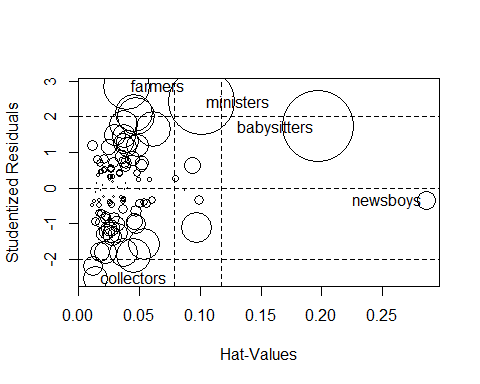 3
2
1
0
-1
-2
Studentized Residuals
farmers
ministers
babysitters
newsboys
collectors
0.00
0.05
0.10
0.15
0.20
0.25
Hat-Values